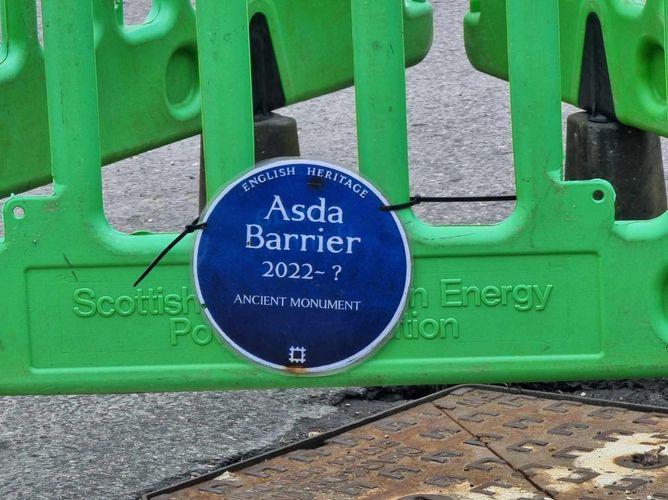 ENGLISH HERITAGE
Asda
Barrier
2022~ ?
ANCIENT MONUMENT
Scottish Energy